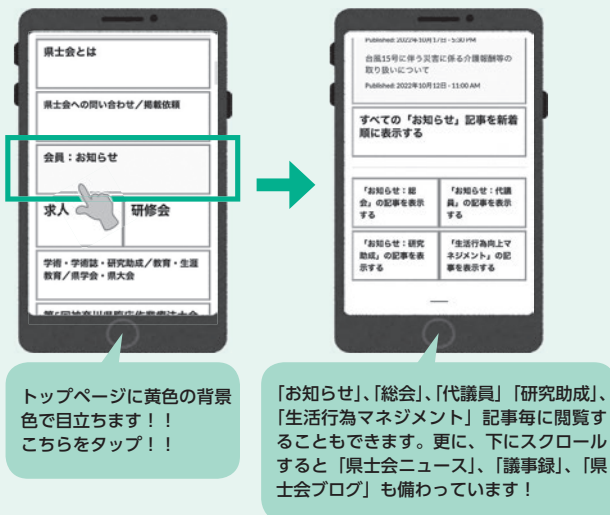 県士会とは
県士会への問い合わせ／掲載依頼
会員：お知らせ
求人
研修会
学術・学術誌・研究助成／教育・生涯
教育／県学会・県大会
Published: 2022年10月17日 - 5:30 PM
台風15号に伴う災害に係る介護報酬等の
取り扱いについて
Published: 2022年10月12日 - 11:00 AM
すべての「お知らせ」記事を新着
順に表示する
「お知らせ：総
会」の記事を表示
する
「お知らせ：代議
員」の記事を表示
する
「お知らせ：研究
助成」の記事を表
示する
「生活行為向上マ
ネジメント」の記
事を表示する
トップページに黄色の背景
色で目立ちます！！
こちらをタップ！！
「お知らせ」、「総会」、「代議員」「研究助成」、
「生活行為マネジメント」記事毎に閲覧す
ることもできます。更に、下にスクロール
すると「県士会ニュース」、「議事録」、「県
士会ブログ」も備わっています！